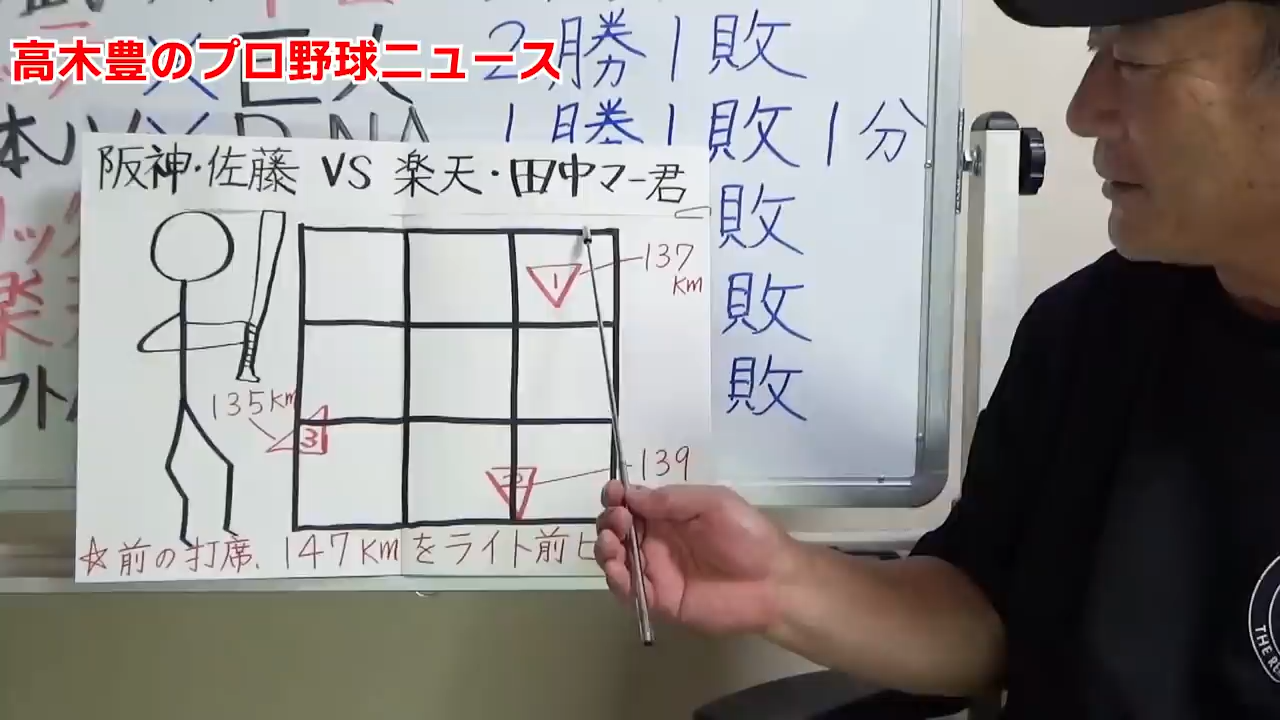 高木豊のプロ野球ニュース
2勝1敗
1勝1敗1分
敗
敗
敗
阪神・佐藤 VS 楽天・田中マー君
1
137
km
135km
3
2
139
☆前の打席、147kmをライト前ヒ
THE R